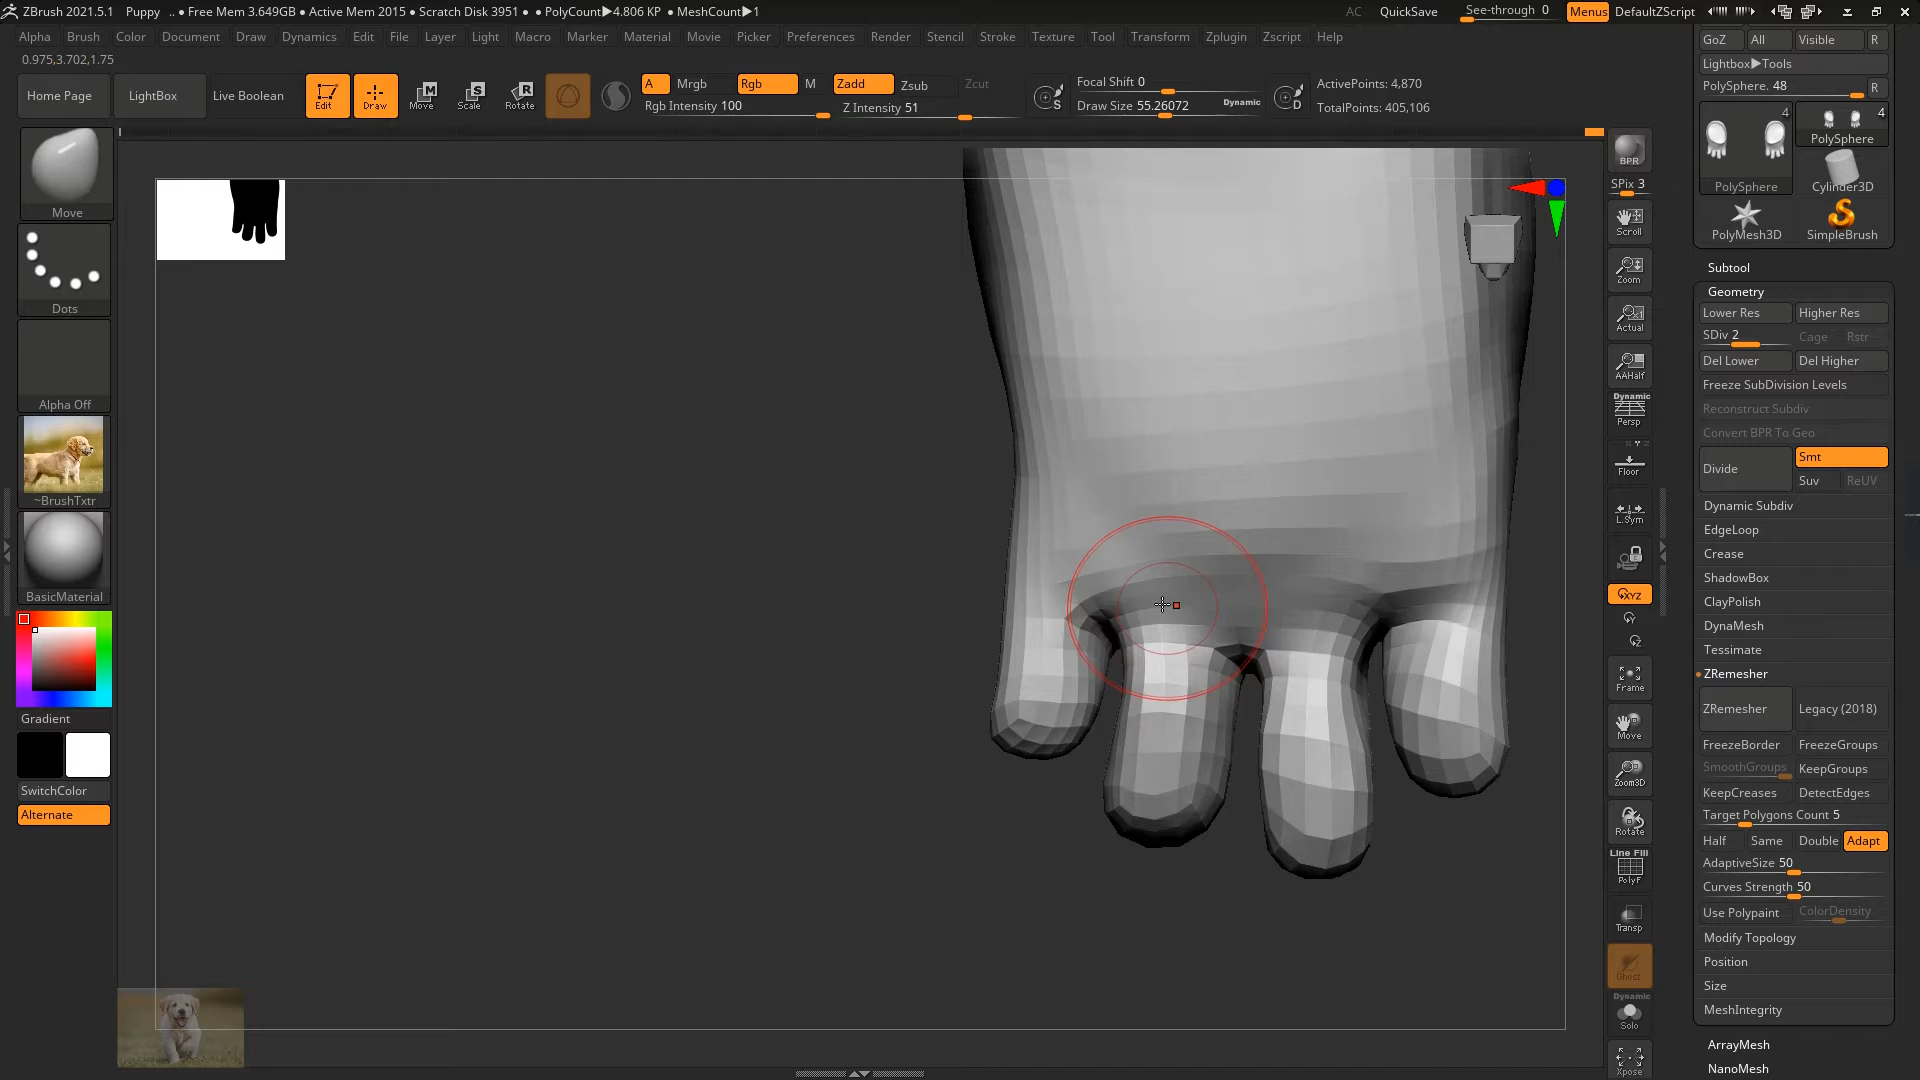 ZBrush 2021.5.1 Puppy .. • Free Mem 3.649GB • Active Mem 2015 • Scratch Disk 3951 • • PolyCount▶4.806 KP • MeshCount▶1 AC QuickSave See-through 0 Menus DefaultZScript
Alpha Brush Color Document Draw Dynamics Edit File Layer Light Macro Marker Material Movie Picker Preferences Render Stencil Stroke Texture Tool Transform Zplugin Zscript Help
0.975,3.702,1.75
Home Page LightBox Live Boolean Edit Draw Move Scale Rotate
A Mrgb Rgb M Zadd Zsub Zcut
Rgb Intensity 100 Z Intensity 51
Focal Shift 0
Draw Size 55.26072 Dynamic
ActivePoints: 4,870
TotalPoints: 405,106
Move
Dots
Alpha Off
~BrushTxtr
BasicMaterial
Gradient
SwitchColor
Alternate
BPR
SPix 3
Scroll
Zoom
Actual
AAHalf
Dynamic
Persp
Floor
L.Sym
XYZ
Y
Z
Frame
Move
Zoom3D
Rotate
Line Fill
PolyF
Transp
Ghost
Dynamic
Solo
Xpose
GoZ All Visible R
Lightbox▶Tools
PolySphere. 48 R
4 4
PolySphere
PolySphere Cylinder3D
PolyMesh3D SimpleBrush
Subtool
Geometry
Lower Res Higher Res
SDiv 2 Cage Rstr
Del Lower Del Higher
Freeze SubDivision Levels
Reconstruct Subdiv
Convert BPR To Geo
Divide Smt
Suv ReUV
Dynamic Subdiv
EdgeLoop
Crease
ShadowBox
ClayPolish
DynaMesh
Tessimate
ZRemesher
ZRemesher Legacy (2018)
FreezeBorder FreezeGroups
SmoothGroups KeepGroups
KeepCreases DetectEdges
Target Polygons Count 5
Half Same Double Adapt
AdaptiveSize 50
Curves Strength 50
Use Polypaint ColorDensity
Modify Topology
Position
Size
MeshIntegrity
ArrayMesh
NanoMesh